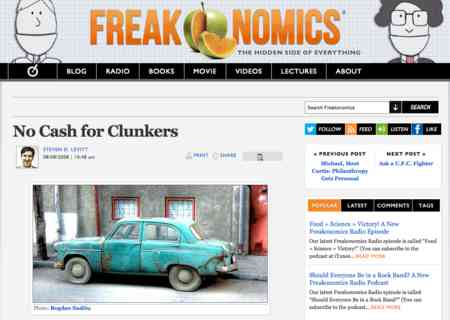 FREAKONOMICS
THE HIDDEN SIDE OF EVERYTHING
BLOG RADIO BOOKS MOVIE VIDEOS LECTURES ABOUT
Search Freakonomics SEARCH
No Cash for Clunkers
FOLLOW FEED LISTEN LIKE
STEVEN D. LEVITT
08/08/2008 | 10:48 am
PRINT SHARE
« PREVIOUS POST
Michael, Meet
Curtis: Philanthropy
Gets Personal
NEXT POST »
Ask a U.F.C. Fighter
POPULAR LATEST COMMENTS TAGS
Food + Science = Victory! A New
Freakonomics Radio Episode
Our latest Freakonomics Radio episode is called "Food
+ Science = Victory!" (You can subscribe to the
podcast at iTunes... READ MORE
Should Everyone Be in a Rock Band? A New
Freakonomics Radio Podcast
Our latest Freakonomics Radio episode is called
"Should Everyone Be in a Rock Band?" (You can
subscribe to the podcast... READ MORE
Photo: Bogdan Suditu